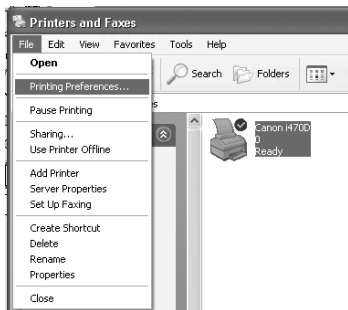 Printers and Faxes
File Edit View Favorites Tools Help
Search Folders
Open
Printing Preferences...
Pause Printing
Sharing...
Use Printer Offline
Add Printer
Server Properties
Set Up Faxing
Create Shortcut
Delete
Rename
Properties
Close
Canon i470D
0
Ready